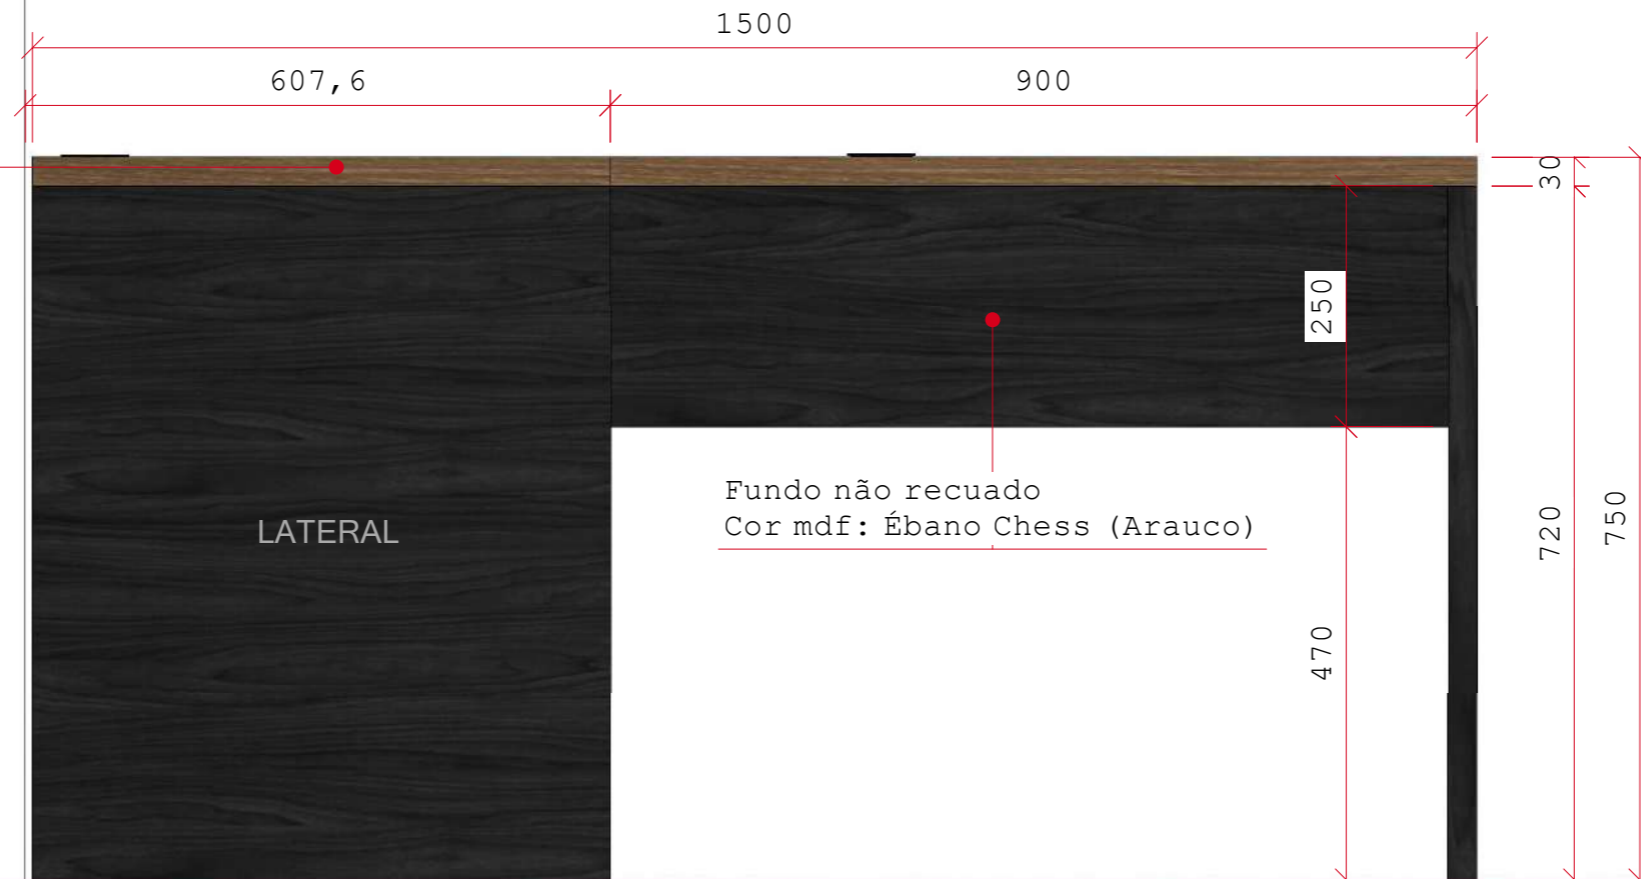 1500
607,6
900
30
250
Fundo não recuado
Cor mdf: Ébano Chess (Arauco)
LATERAL
720
750
470